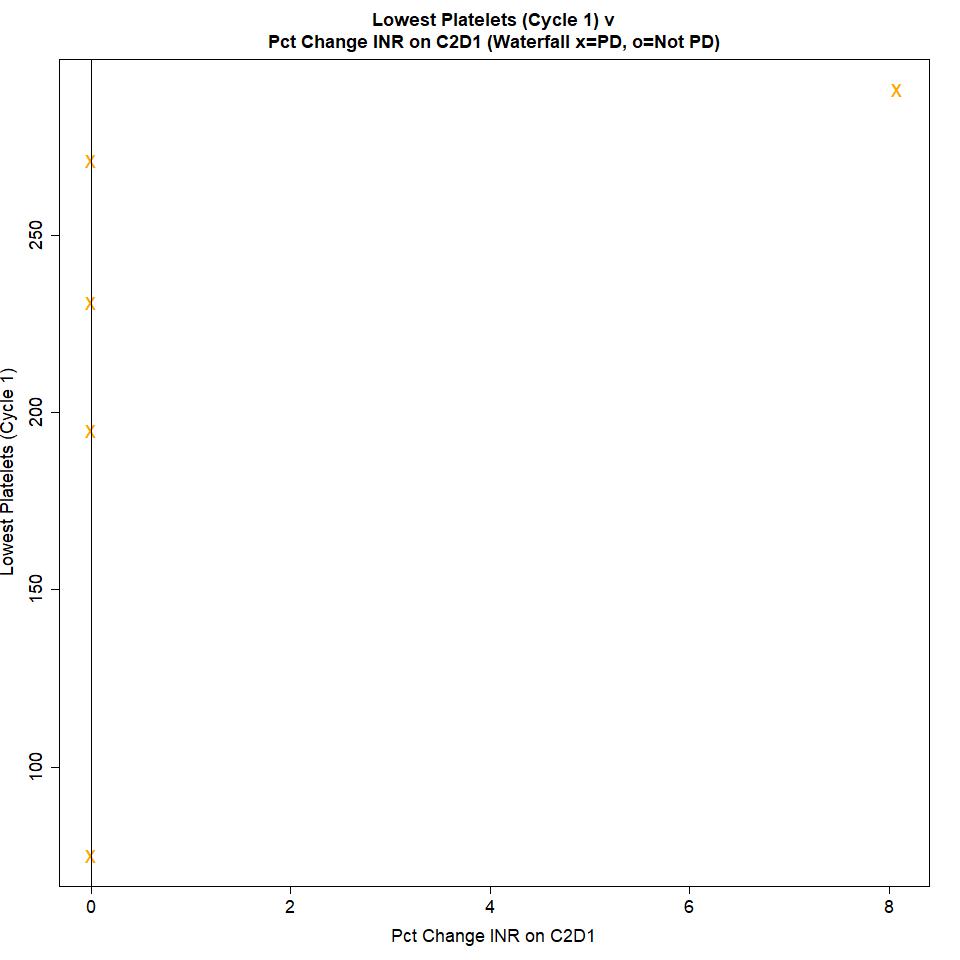 Lowest Platelets (Cycle 1) v
Pct Change INR on C2D1 (Waterfall x=PD, o=Not PD)
Lowest Platelets (Cycle 1)
250
200
150
100
X
X
X
X
X
0 2 4 6 8
Pct Change INR on C2D1